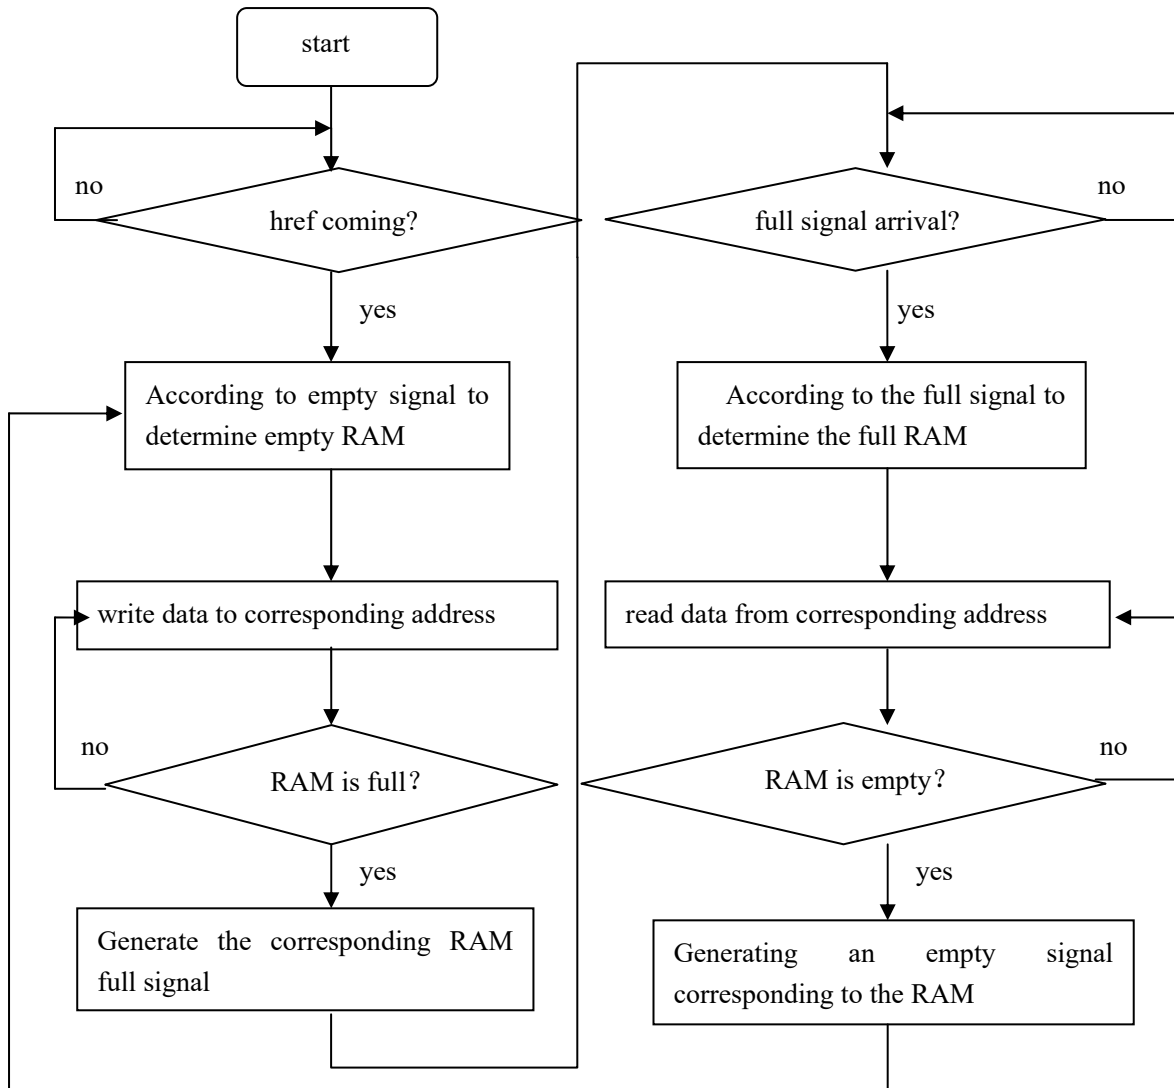 start
no
href coming?
yes
According to empty signal to
determine empty RAM
write data to corresponding address
no
RAM is full?
yes
Generate the corresponding RAM
full signal
no
full signal arrival?
yes
According to the full signal to
determine the full RAM
read data from corresponding address
no
RAM is empty?
yes
Generating an empty signal
corresponding to the RAM